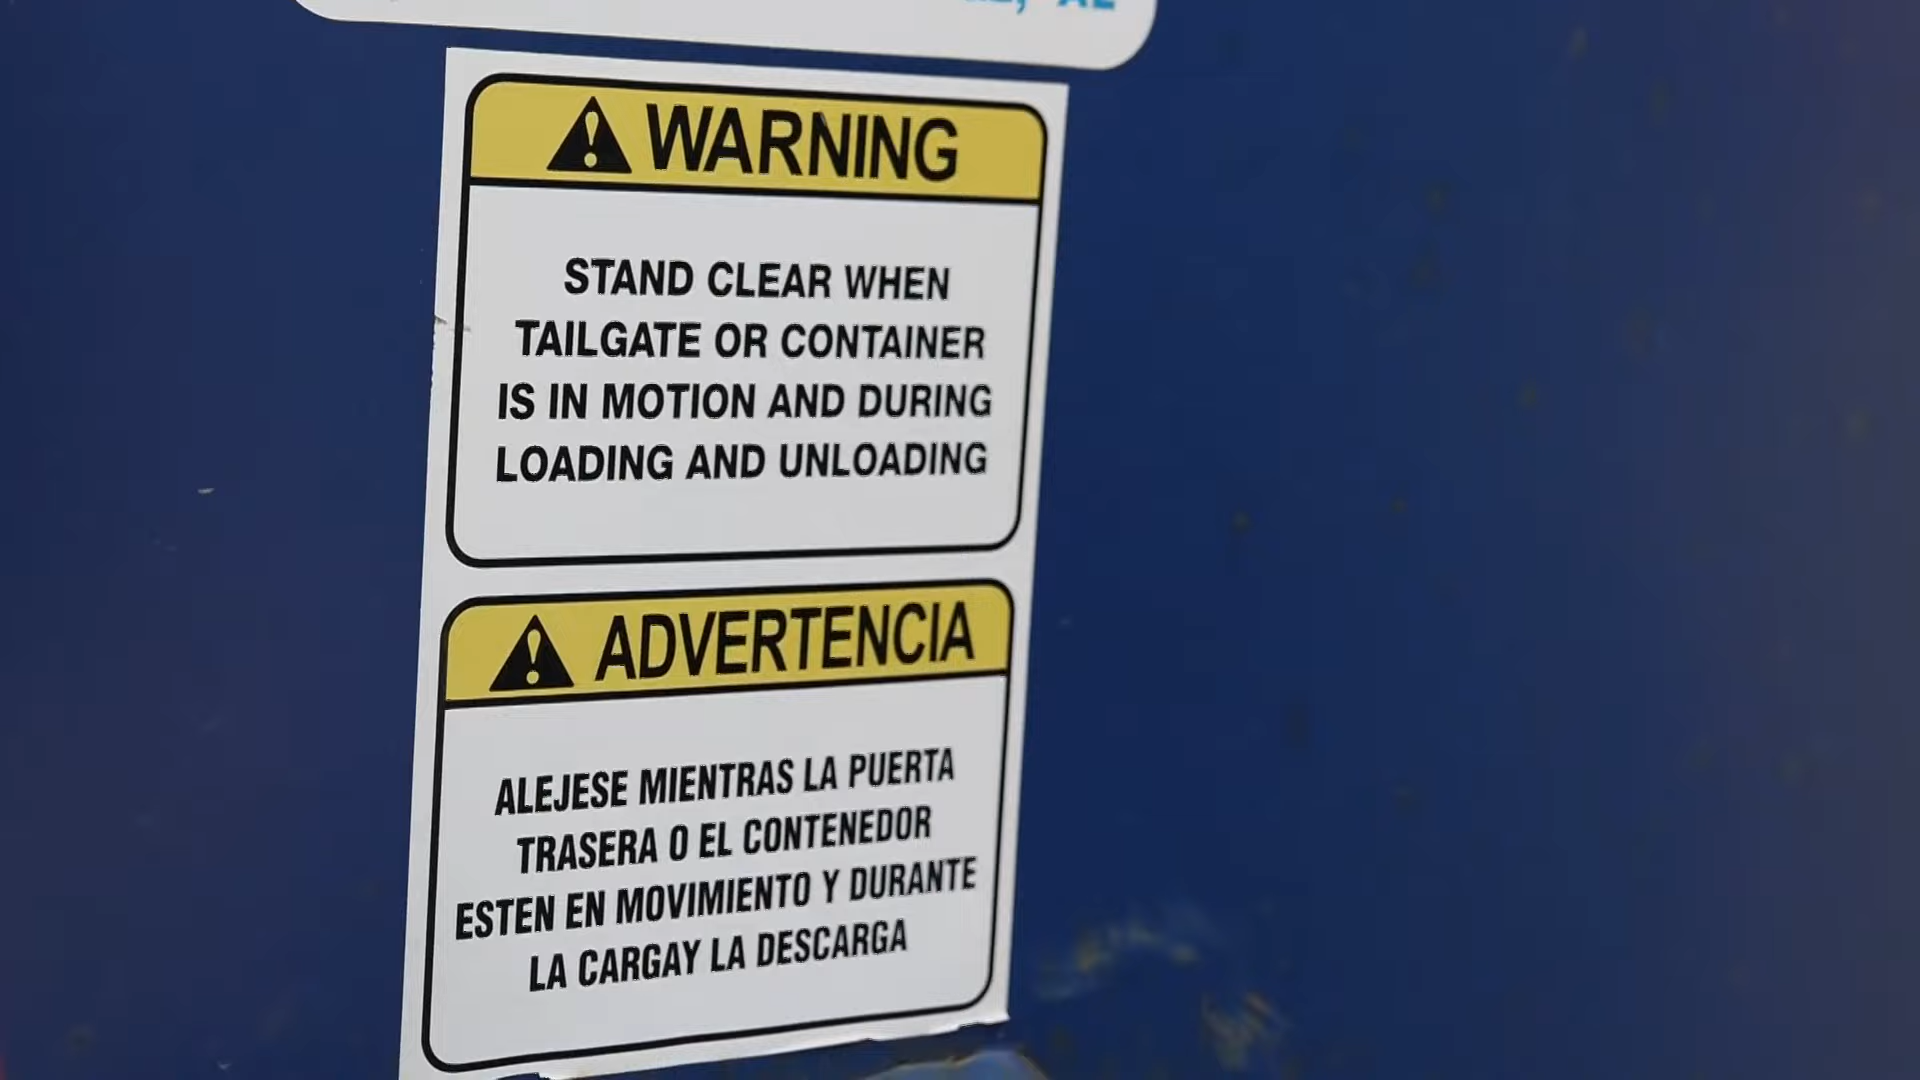 WARNING
STAND CLEAR WHEN
TAILGATE OR CONTAINER
IS IN MOTION AND DURING
LOADING AND UNLOADING
ADVERTENCIA
ALEJESE MIENTRAS LA PUERTA
TRASERA O EL CONTENEDOR
ESTEN EN MOVIMIENTO Y DURANTE
LA CARGAY LA DESCARGA